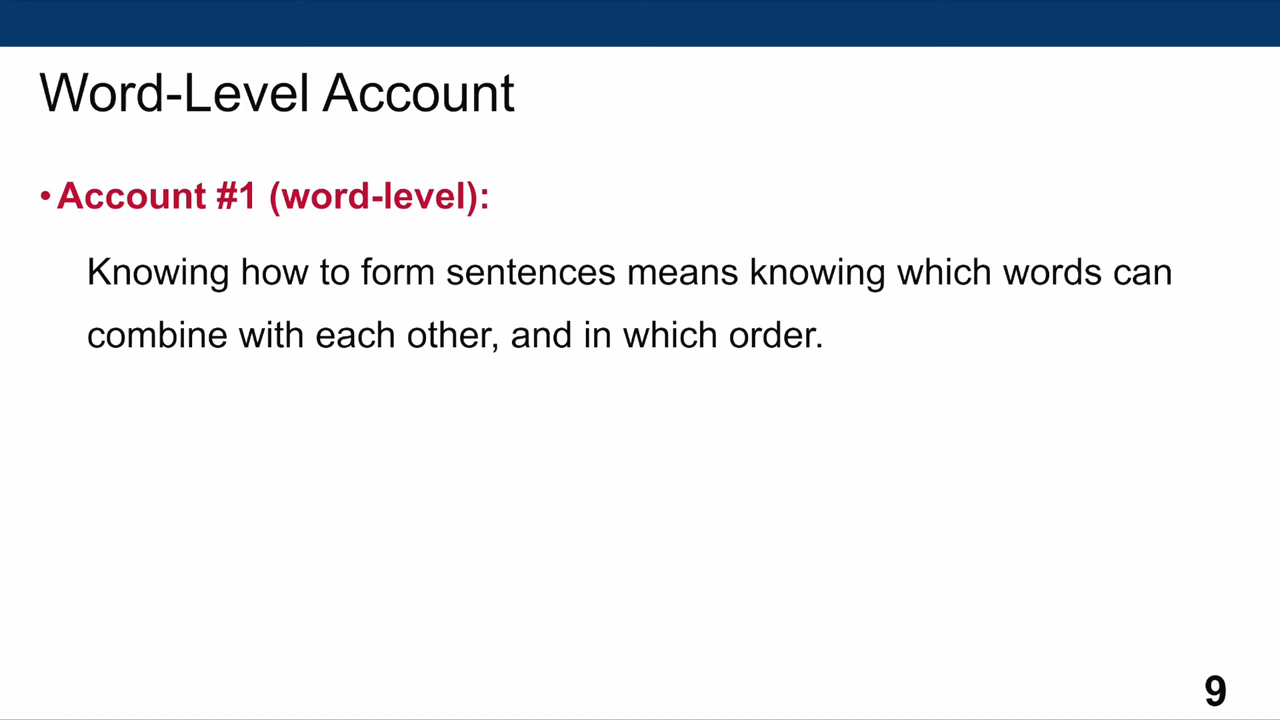 Word-Level Account
• Account #1 (word-level):
Knowing how to form sentences means knowing which words can
combine with each other, and in which order.
9